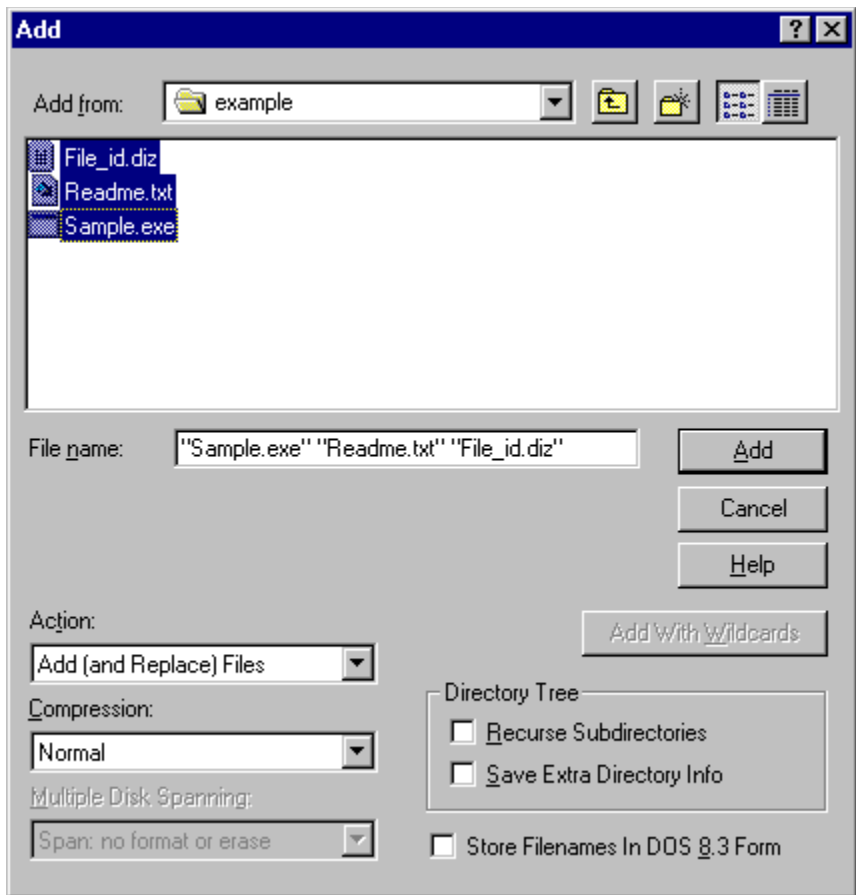 Add
Add from: example
File_id.diz
Readme.txt
Sample.exe
File name: "Sample.exe" "Readme.txt" "File_id.diz" Add
Cancel
Help
Action:
Add With Wildcards
Add (and Replace) Files
Directory Tree
Compression:
Recurse Subdirectories
Normal
Save Extra Directory Info
Multiple Disk Spanning:
Span: no format or erase
Store Filenames In DOS 8.3 Form